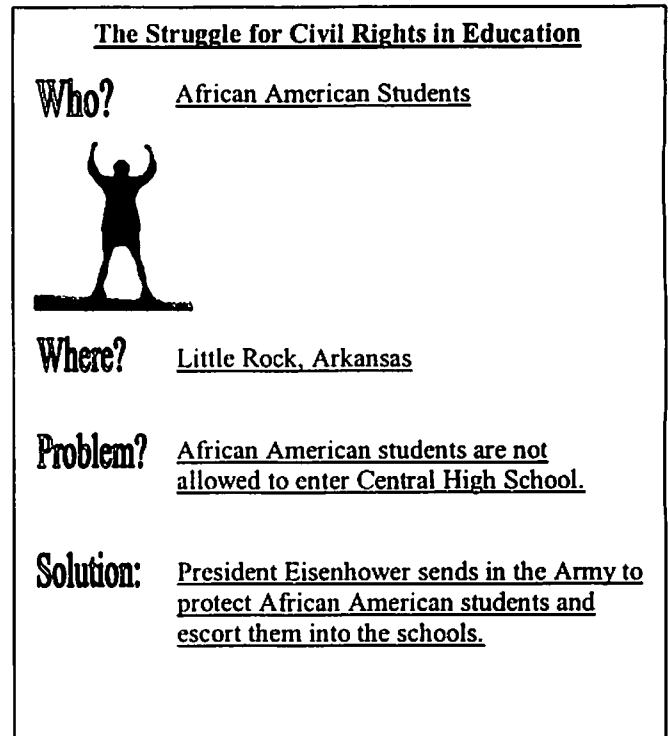 The Struggle for Civil Rights in Education
Who? African American Students
Where? Little Rock, Arkansas
Problem? African American students are not
allowed to enter Central High School.
Solution: President Eisenhower sends in the Army to
protect African American students and
escort them into the schools.